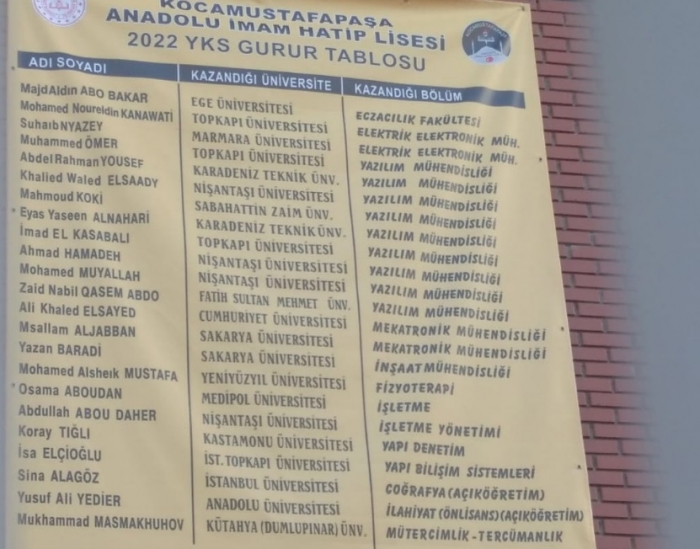 KOCAMUSTAFAPAŞA
ANADOLU İMAM HATİP LİSESİ
2022 YKS GURUR TABLOSU
ADI SOYADI KAZANDIĞI ÜNİVERSİTE KAZANDIĞI BÖLÜM
MajdAldin ABO BAKAR EGE ÜNİVERSİTESİ ECZACILIK FAKÜLTESİ
Mohamed Noureldin KANAWATI TOPKAPI ÜNİVERSİTESİ ELEKTRİK ELEKTRONİK MÜH.
Suhaib NYAZEY MARMARA ÜNİVERSİTESİ ELEKTRİK ELEKTRONİK MÜH.
Muhammed ÖMER TOPKAPI ÜNİVERSİTESİ YAZILIM MÜHENDİSLİĞİ
AbdelRahman YOUSEF KARADENİZ TEKNİK ÜNV. YAZILIM MÜHENDİSLİĞİ
Khalied Waled ELSAADY NİŞANTAŞI ÜNİVERSİTESİ YAZILIM MÜHENDİSLİĞİ
Mahmoud KOKİ SABAHATTİN ZAİM ÜNV. YAZILIM MÜHENDİSLİĞİ
Eyas Yaseen ALNAHARİ KARADENİZ TEKNİK ÜNV. YAZILIM MÜHENDİSLİĞİ
İmad EL KASABALI TOPKAPI ÜNİVERSİTESİ YAZILIM MÜHENDİSLİĞİ
Ahmad HAMADEH NİŞANTAŞI ÜNİVERSİTESİ YAZILIM MÜHENDİSLİĞİ
Mohamed MUYALLAH NİŞANTAŞI ÜNİVERSİTESİ YAZILIM MÜHENDİSLİĞİ
Zaid Nabil QASEM ABDO FATİH SULTAN MEHMET ÜNV. YAZILIM MÜHENDİSLİĞİ
Ali Khaled ELSAYED CUMHURİYET ÜNİVERSİTESİ MEKATRONİK MÜHENDİSLİĞİ
Msallam ALJABBAN SAKARYA ÜNİVERSİTESİ MEKATRONİK MÜHENDİSLİĞİ
Yazan BARADİ SAKARYA ÜNİVERSİTESİ İNŞAAT MÜHENDİSLİĞİ
Mohamed Alsheık MUSTAFA YENİYÜZYIL ÜNİVERSİTESİ FİZYOTERAPİ
Osama ABOUDAN MEDİPOL ÜNİVERSİTESİ İŞLETME
Abdullah ABOU DAHER NİŞANTAŞI ÜNİVERSİTESİ İŞLETME YÖNETİMİ
Koray TIĞLI KASTAMONU ÜNİVERSİTESİ YAPI DENETİM
İsa ELÇİOĞLU İST.TOPKAPI ÜNİVERSİTESİ YAPI BİLİŞİM SİSTEMLERİ
Sina ALAGÖZ İSTANBUL ÜNİVERSİTESİ COĞRAFYA(AÇIKÖĞRETİM)
Yusuf Ali YEDİER ANADOLU ÜNİVERSİTESİ İLAHİYAT (ÖNLİSANS)(AÇIKÖĞRETİM)
Mukhammad MASMAKHUHOV KÜTAHYA (DUMLUPINAR) ÜNV. MÜTERCİMLİK-TERCÜMANLIK